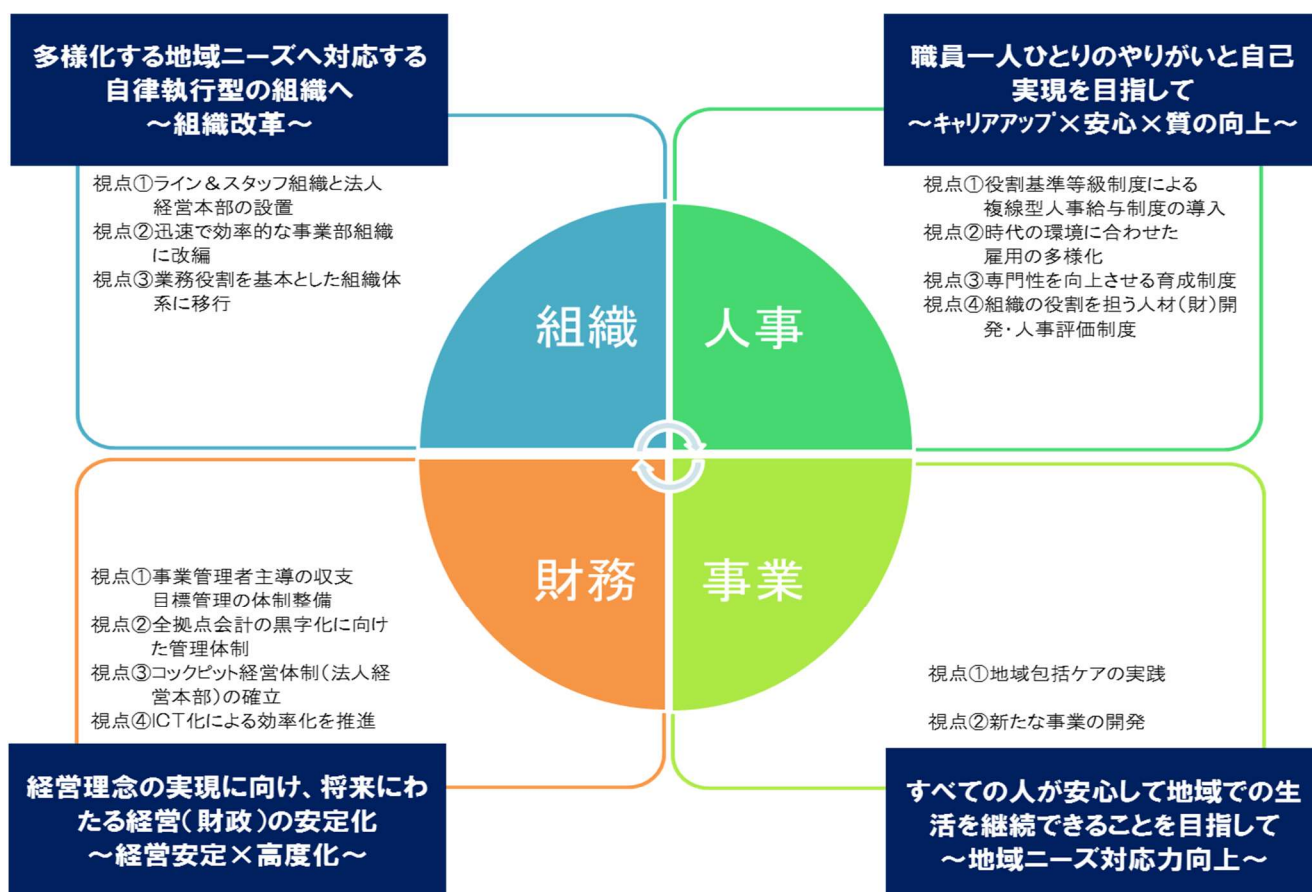 多様化する地域ニーズへ対応する
自律執行型の組織へ
～組織改革～
視点①ライン＆スタッフ組織と法人
経営本部の設置
視点②迅速で効率的な事業部組織
に改編
視点③業務役割を基本とした組織体
系に移行
職員一人ひとりのやりがいと自己
実現を目指して
～ｷｬﾘｱｱｯﾌﾟ×安心×質の向上～
視点①役割基準等級制度による
複線型人事給与制度の導入
視点②時代の環境に合わせた
雇用の多様化
視点③専門性を向上させる育成制度
視点④組織の役割を担う人材（財）開
発・人事評価制度
組織
人事
財務
事業
視点①事業管理者主導の収支
目標管理の体制整備
視点②全拠点会計の黒字化に向け
た管理体制
視点③コックピット経営体制（法人経
営本部）の確立
視点④ICT化による効率化を推進
経営理念の実現に向け、将来にわ
たる経営（財政）の安定化
～経営安定×高度化～
視点①地域包括ケアの実践
視点②新たな事業の開発
すべての人が安心して地域での生
活を継続できることを目指して
～地域ニーズ対応力向上～